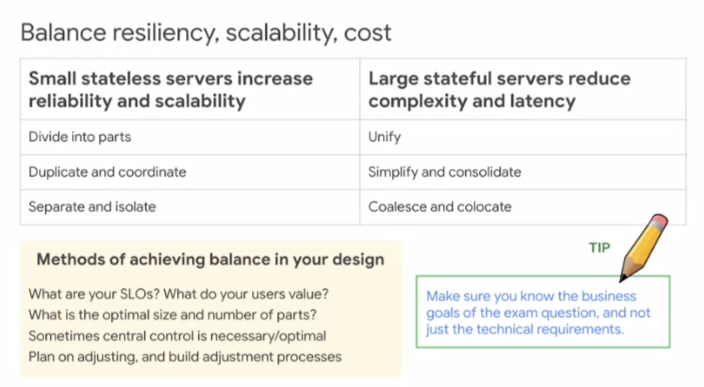 Balance resiliency, scalability, cost
Small stateless servers increase
reliability and scalability
Large stateful servers reduce
complexity and latency
Divide into parts
Unify
Duplicate and coordinate
Simplify and consolidate
Separate and isolate
Coalesce and colocate
Methods of achieving balance in your design
What are your SLOs? What do your users value?
What is the optimal size and number of parts?
Sometimes central control is necessary/optimal
Plan on adjusting, and build adjustment processes
TIP
Make sure you know the business
goals of the exam question, and not
just the technical requirements.